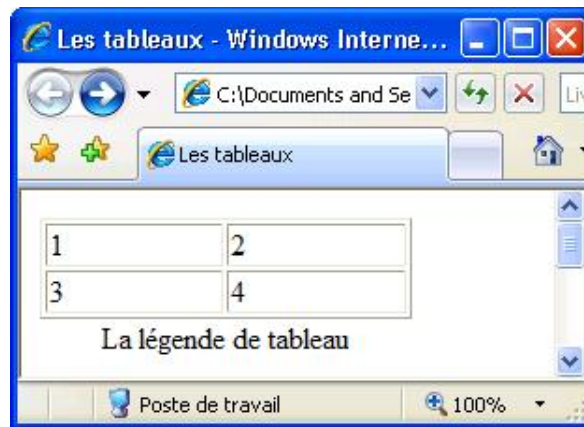 Les tableaux - Windows Interne...
C:\Documents and Se
Les tableaux
1 2
3 4
La légende de tableau
Poste de travail 100%